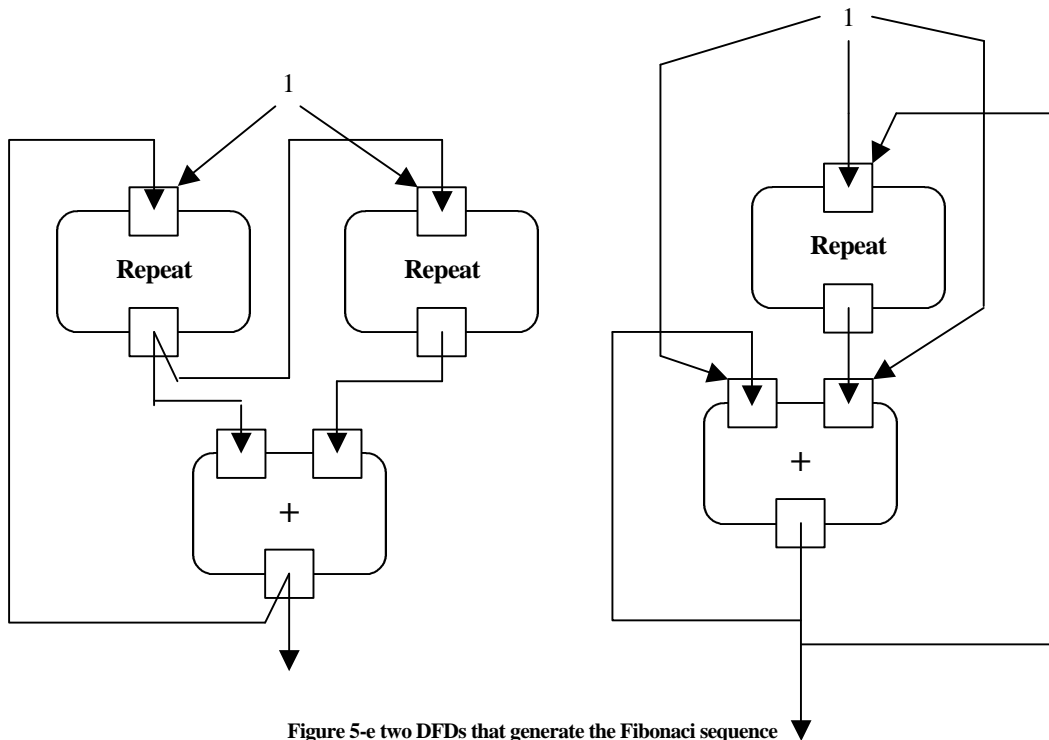 1
1
Repeat
Repeat
Repeat
+
+
Figure 5-e two DFDs that generate the Fibonaci sequence